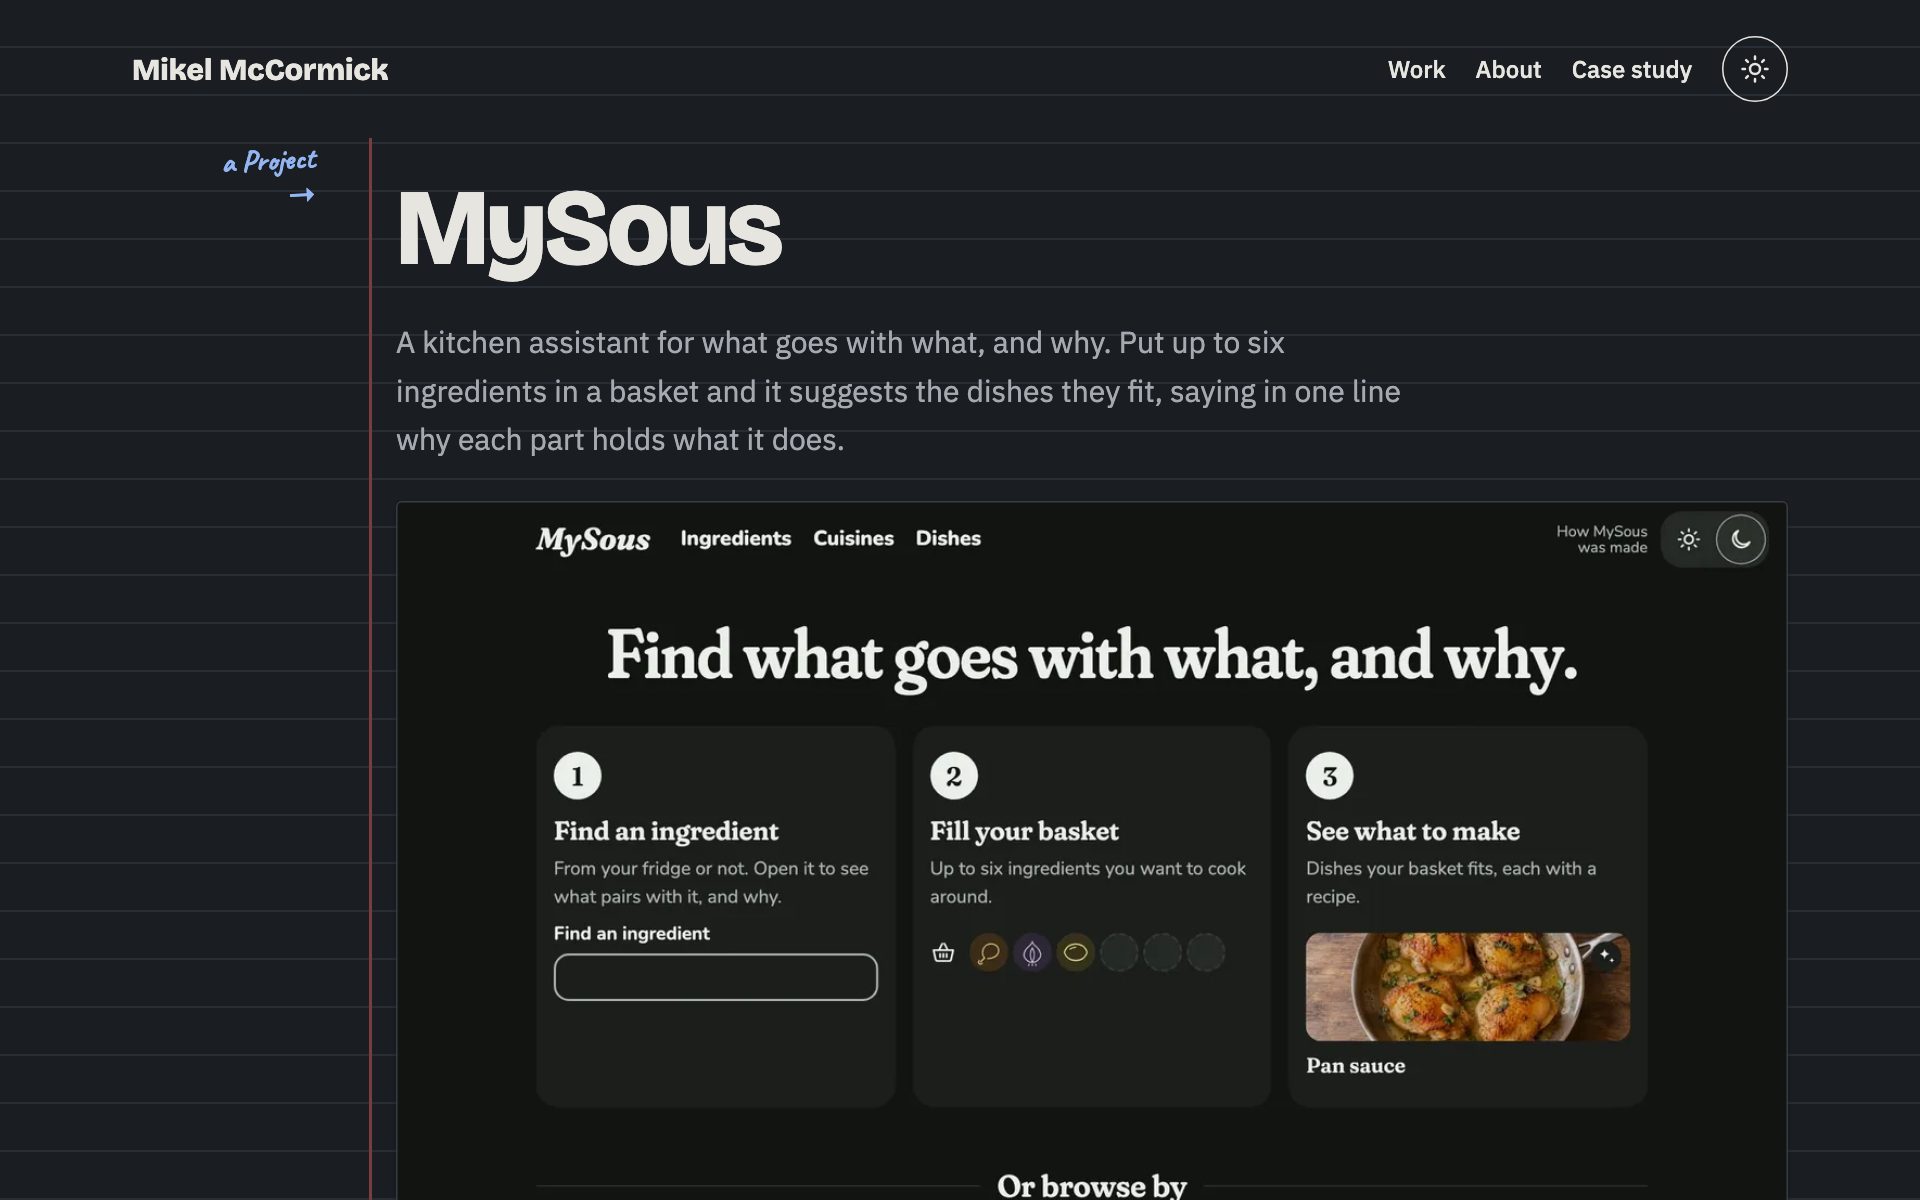 Mikel McCormick
Work
About
Case study
a Project
→
MySous
A kitchen assistant for what goes with what, and why. Put up to six
ingredients in a basket and it suggests the dishes they fit, saying in one line
why each part holds what it does.
MySous
Ingredients
Cuisines
Dishes
How MySous
was made
Find what goes with what, and why.
1
Find an ingredient
From your fridge or not. Open it to see
what pairs with it, and why.
Find an ingredient
2
Fill your basket
Up to six ingredients you want to cook
around.
3
See what to make
Dishes your basket fits, each with a
recipe.
Pan sauce
Or browse by